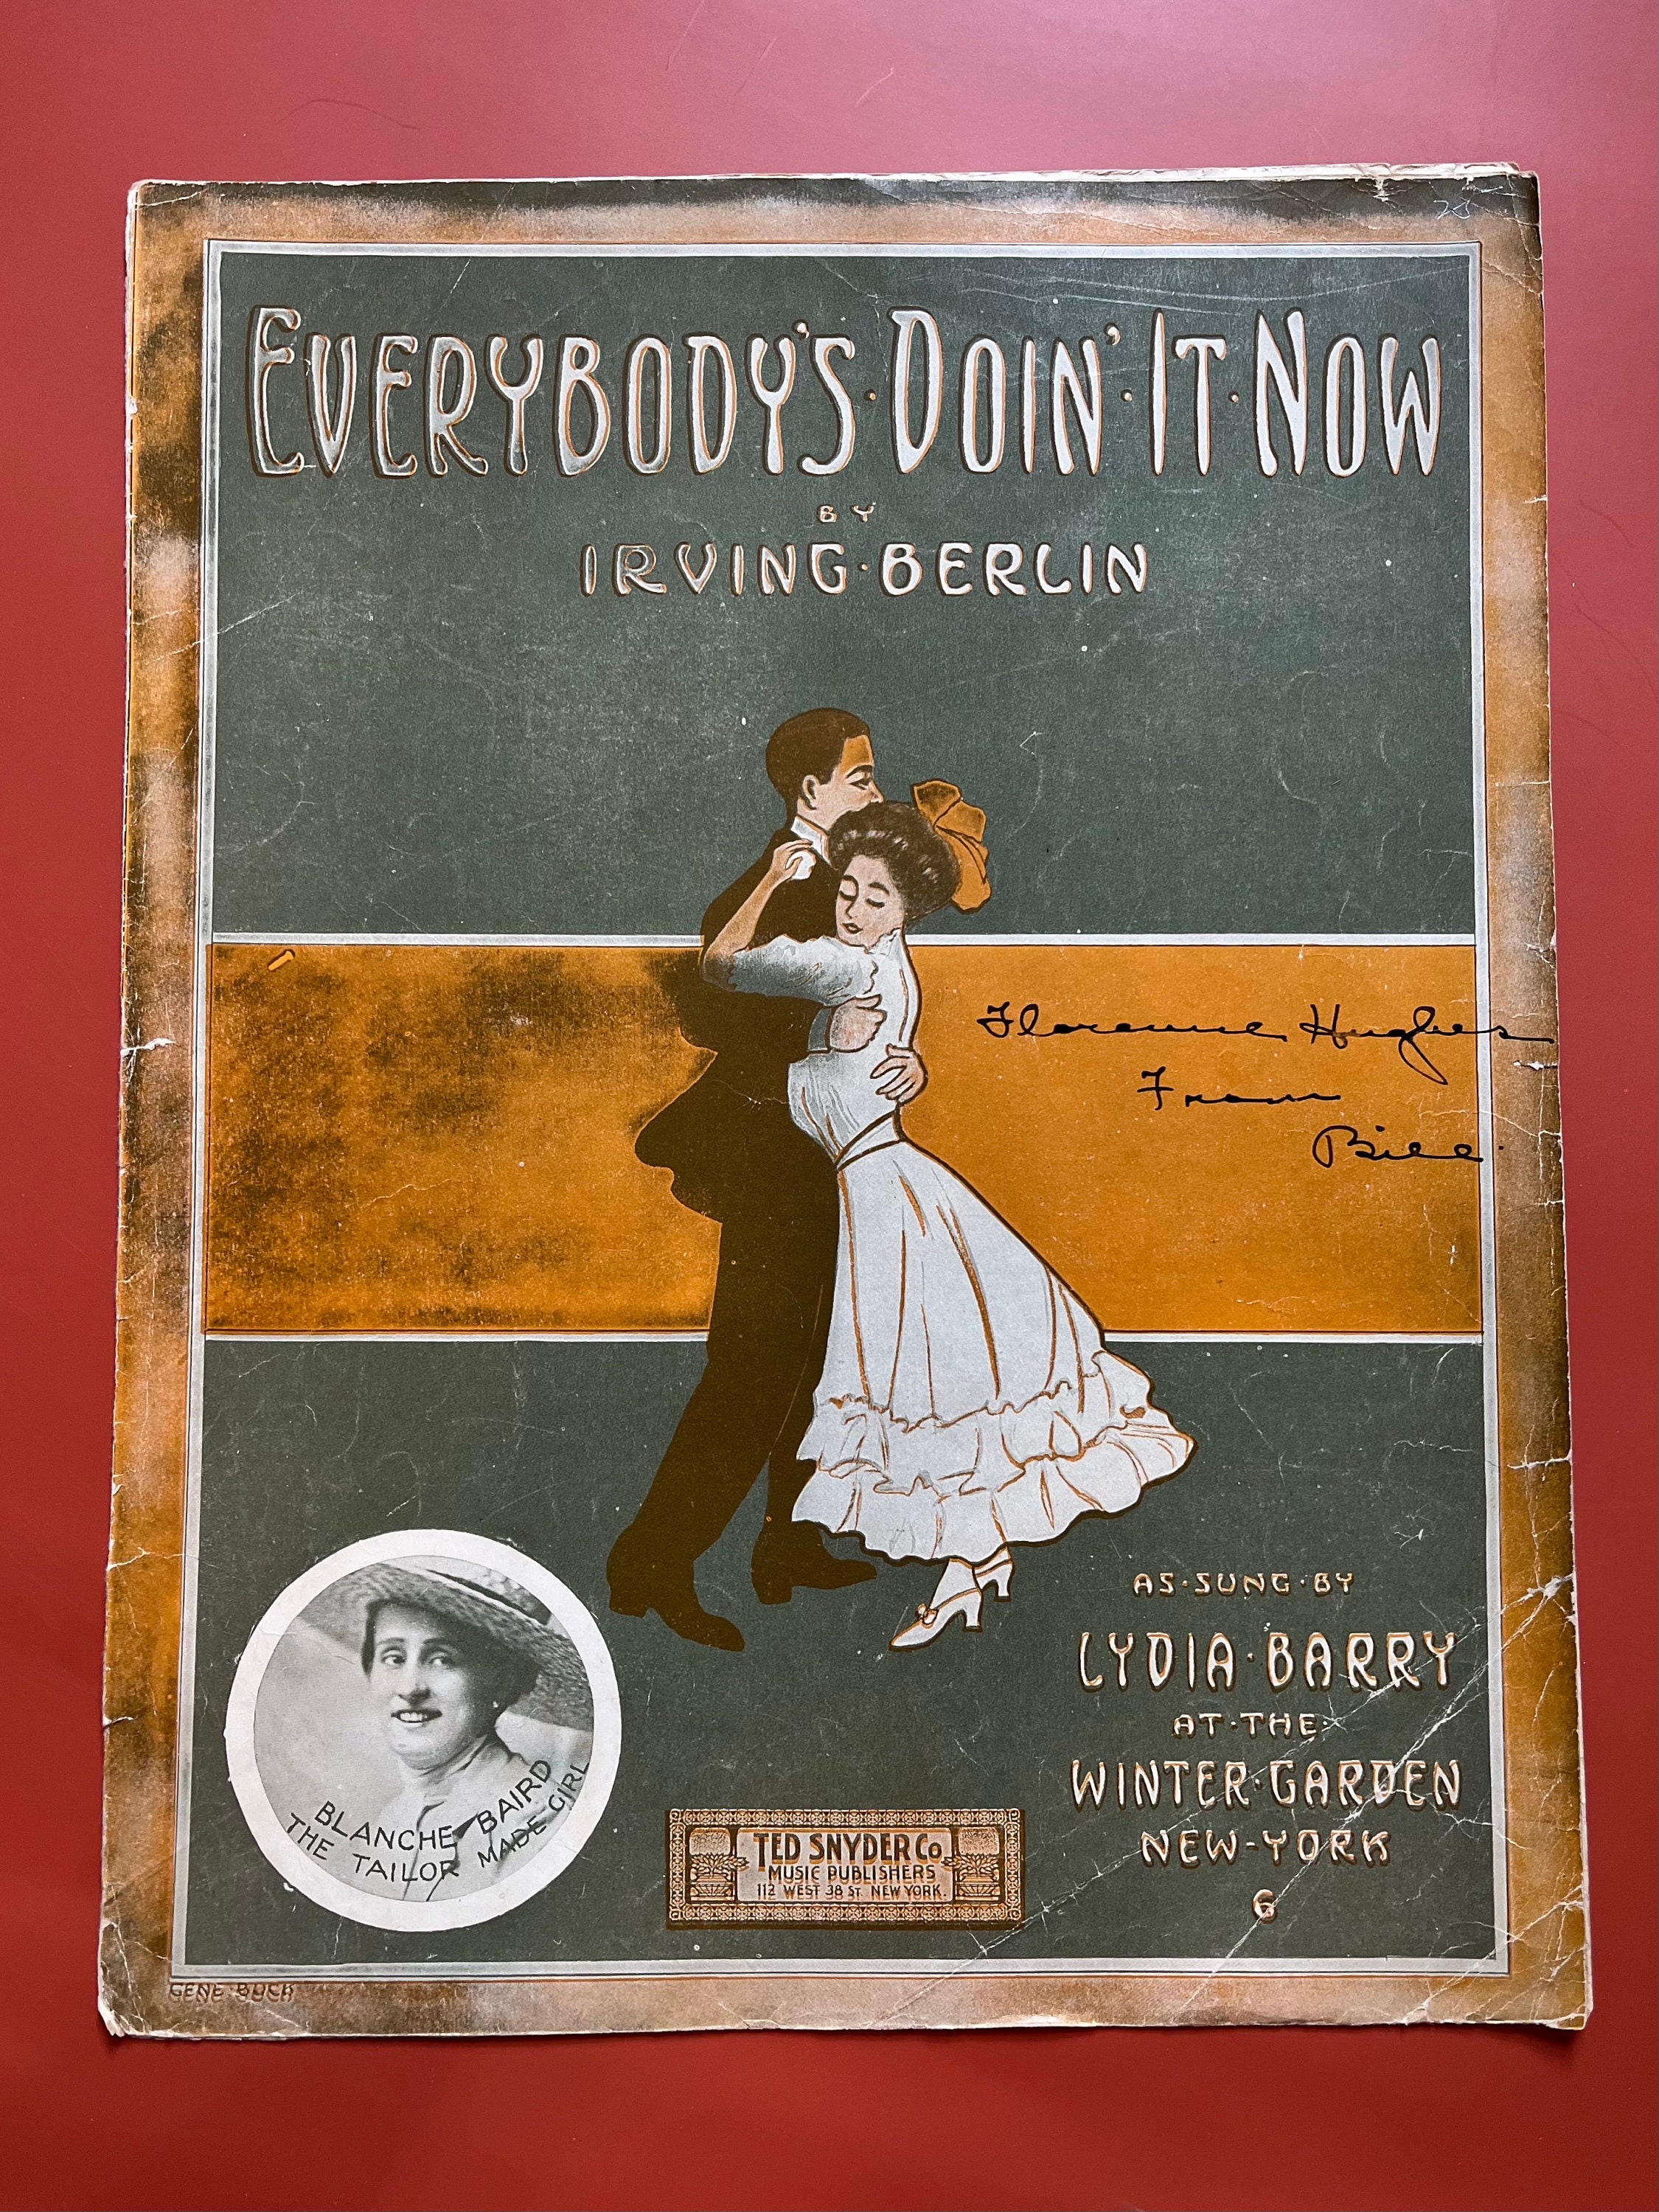 25
EVERYBODY'S · DOIN' · IT · NOW
BY
IRVING · BERLIN
Florence Hughes
From
Bill.
AS · SUNG · BY
LYDIA · BARRY
AT · THE ·
WINTER · GARDEN
NEW-YORK
6
BLANCHE BAIRD
THE TAILOR MADE GIRL
TED SNYDER CO
MUSIC PUBLISHERS
112 WEST 38 ST. NEW YORK.
GENE · BUCK